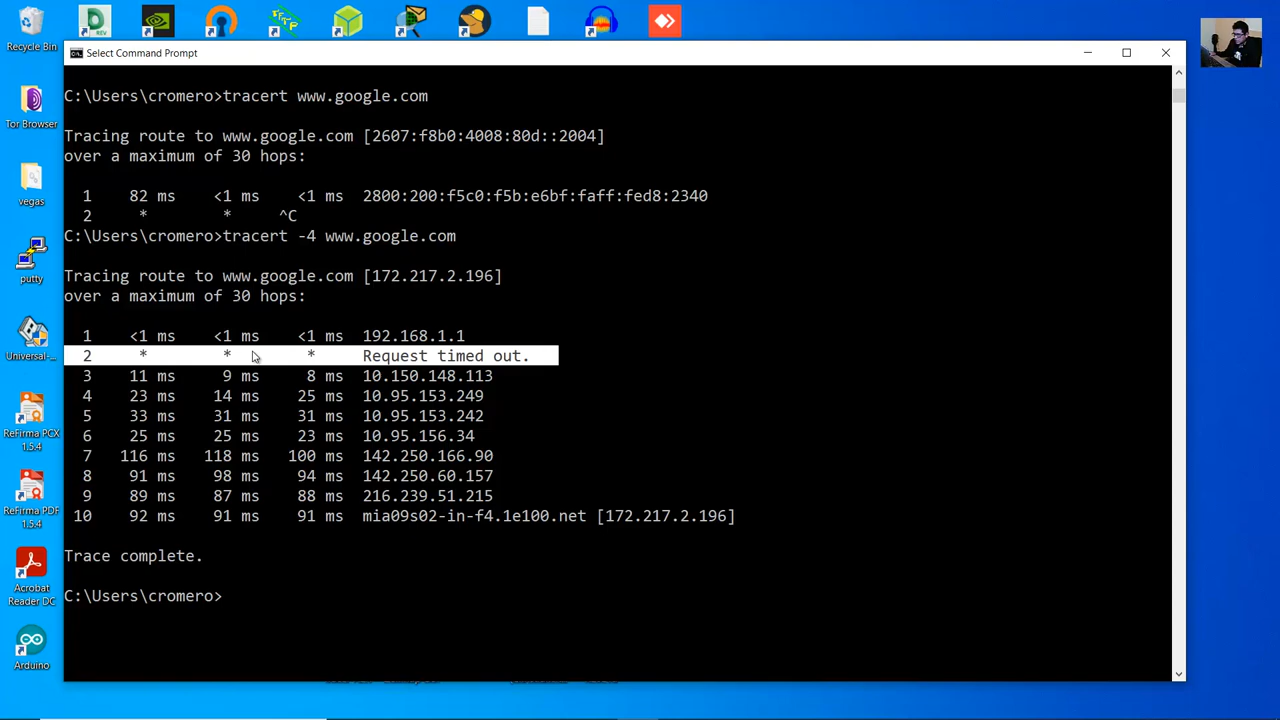 Select Command Prompt
C:\Users\cromero>tracert www.google.com
Tracing route to www.google.com [2607:f8b0:4008:80d::2004]
over a maximum of 30 hops:
1 82 ms <1 ms <1 ms 2800:200:f5c0:f5b:e6bf:faff:fed8:2340
2 * * ^C
C:\Users\cromero>tracert -4 www.google.com
Tracing route to www.google.com [172.217.2.196]
over a maximum of 30 hops:
1 <1 ms <1 ms <1 ms 192.168.1.1
2 * * * Request timed out.
3 11 ms 9 ms 8 ms 10.150.148.113
4 23 ms 14 ms 25 ms 10.95.153.249
5 33 ms 31 ms 31 ms 10.95.153.242
6 25 ms 25 ms 23 ms 10.95.156.34
7 116 ms 118 ms 100 ms 142.250.166.90
8 91 ms 98 ms 94 ms 142.250.60.157
9 89 ms 87 ms 88 ms 216.239.51.215
10 92 ms 91 ms 91 ms mia09s02-in-f4.1e100.net [172.217.2.196]
Trace complete.
C:\Users\cromero>
Recycle Bin
Tor Browser
vegas
putty
Universal-...
ReFirma PCX
1.5.4
ReFirma PDF
1.5.4
Acrobat
Reader DC
Arduino
D
REV
TFTP